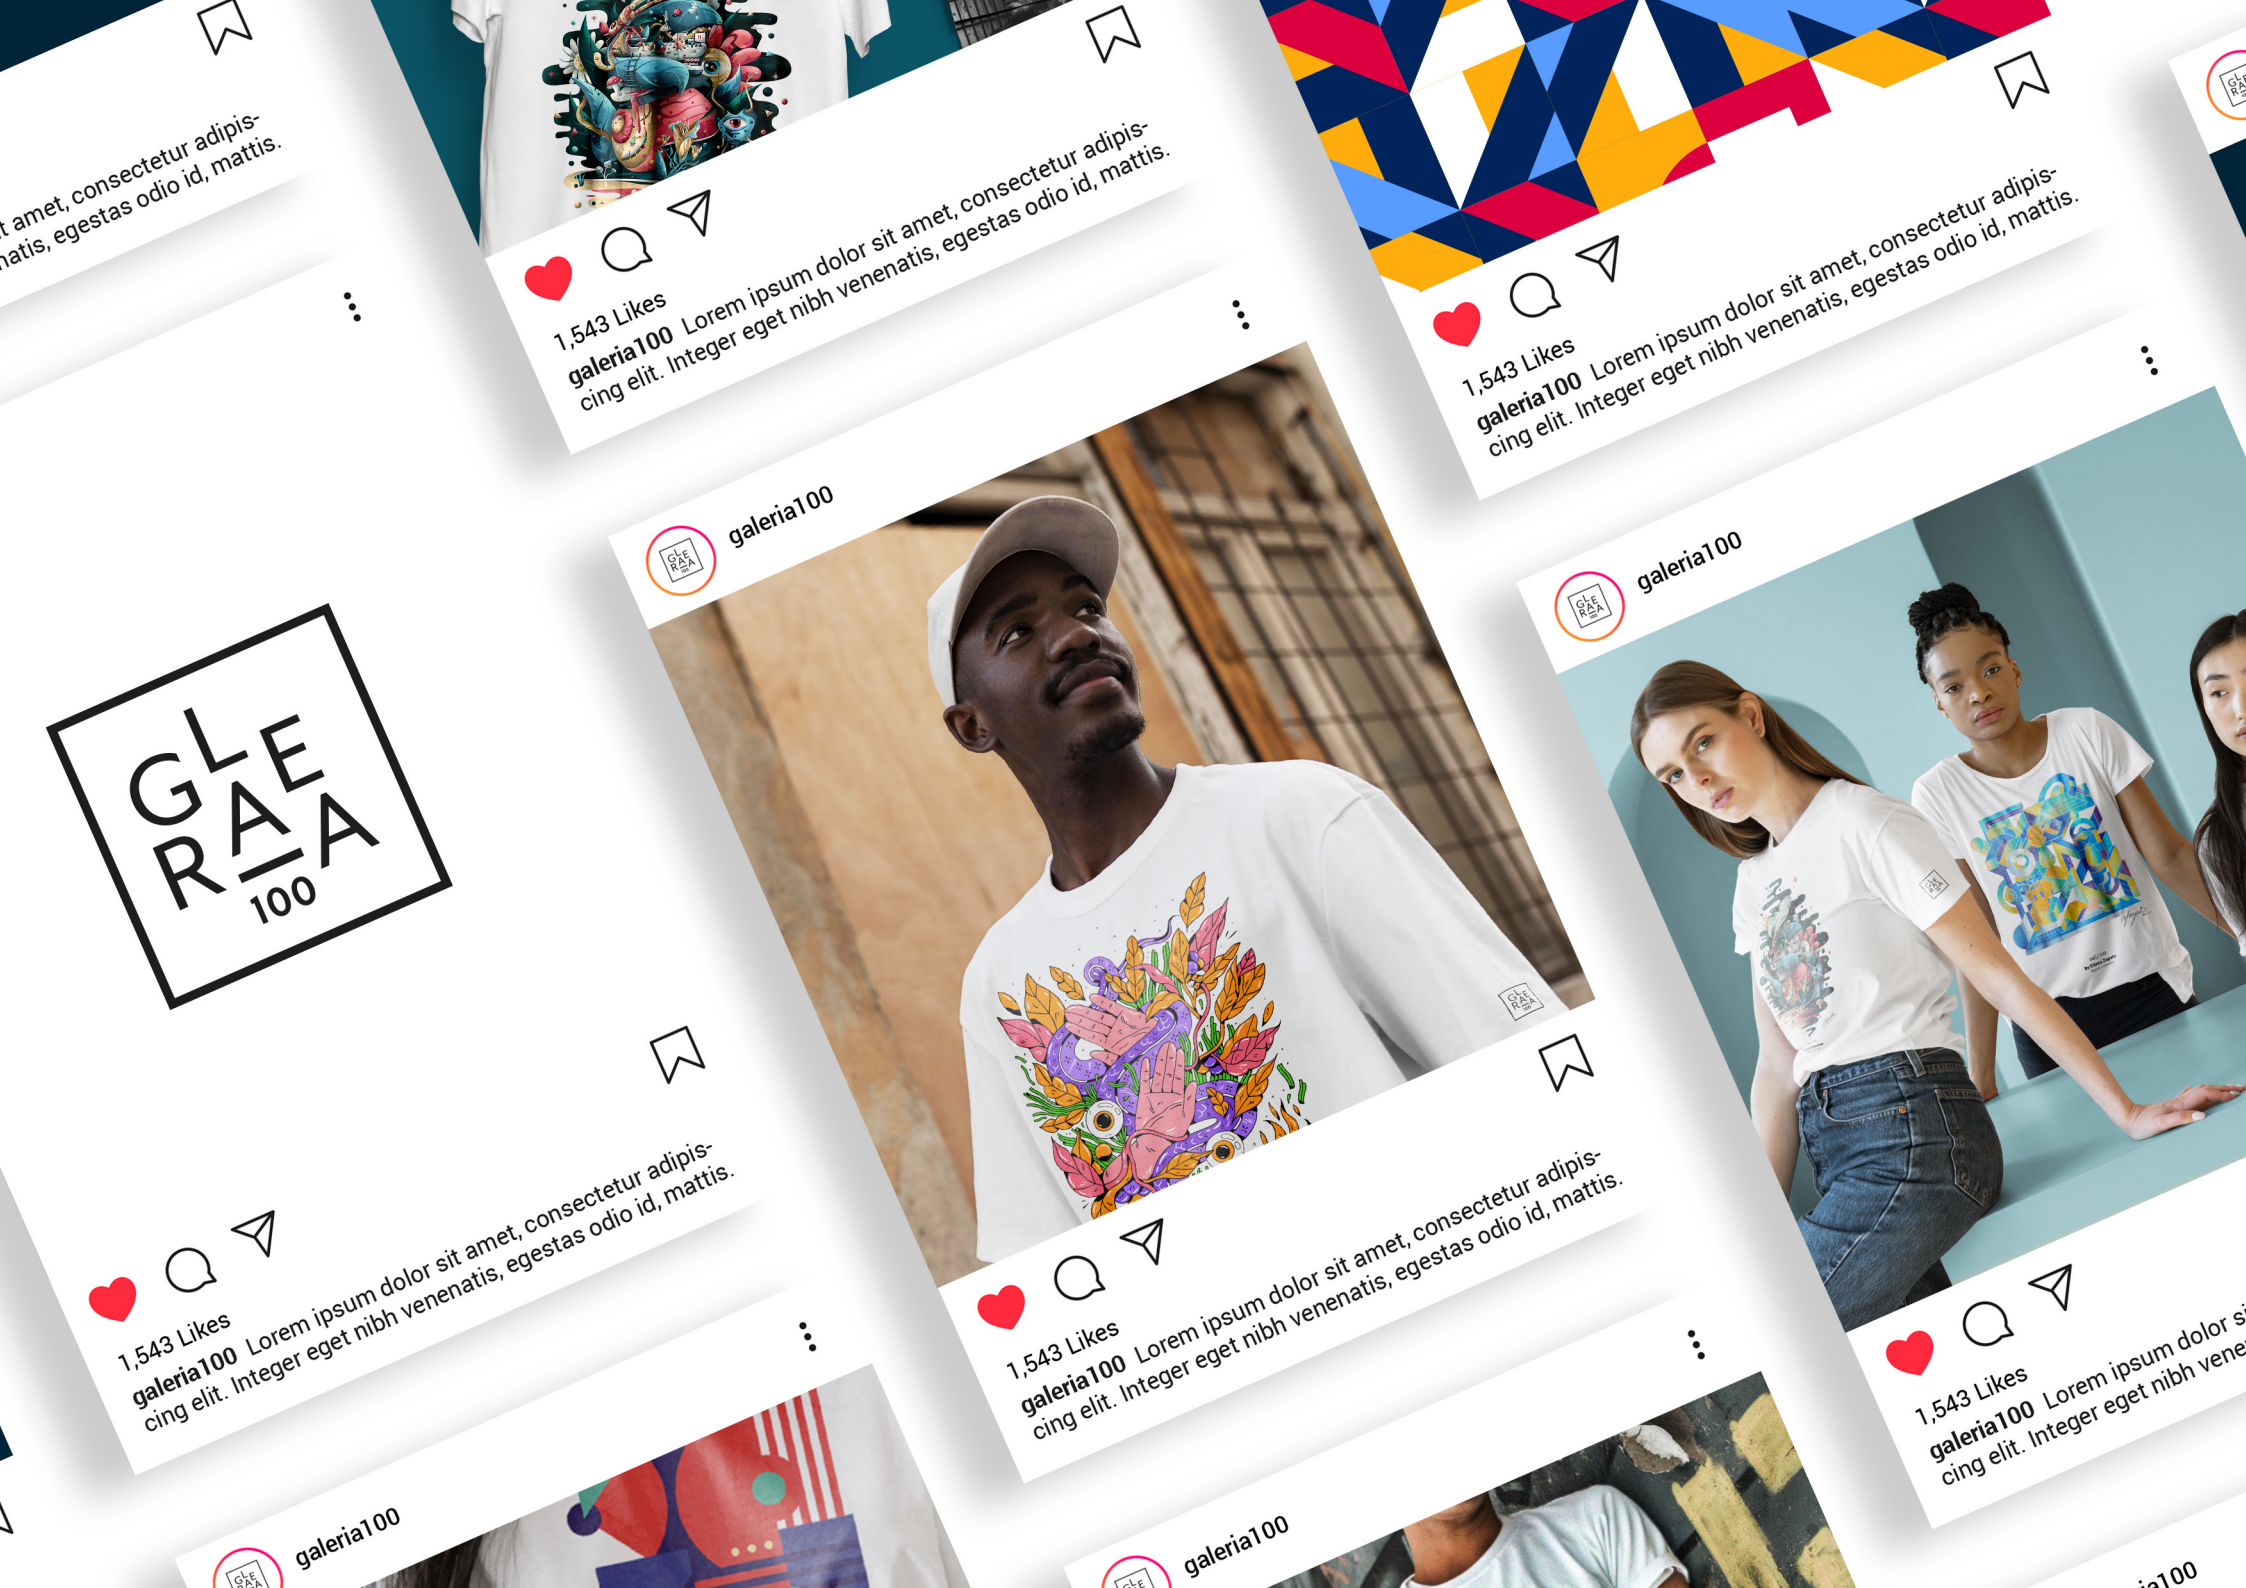 t amet, consectetur adipis-
natis, egestas odio id, mattis.
1,543 Likes
galeria100 Lorem ipsum dolor sit amet, consectetur adipis-
cing elit. Integer eget nibh venenatis, egestas odio id, mattis.
1,543 Likes
galeria100 Lorem ipsum dolor sit amet, consectetur adipis-
cing elit. Integer eget nibh venenatis, egestas odio id, mattis.
G L E
R A A
100
1,543 Likes
galeria100 Lorem ipsum dolor sit amet, consectetur adipis-
cing elit. Integer eget nibh venenatis, egestas odio id, mattis.
galeria100
1,543 Likes
galeria100 Lorem ipsum dolor sit amet, consectetur adipis-
cing elit. Integer eget nibh venenatis, egestas odio id, mattis.
galeria100
1,543 Likes
galeria100 Lorem ipsum dolor si
cing elit. Integer eget nibh vene
galeria100
galeria100
ia100